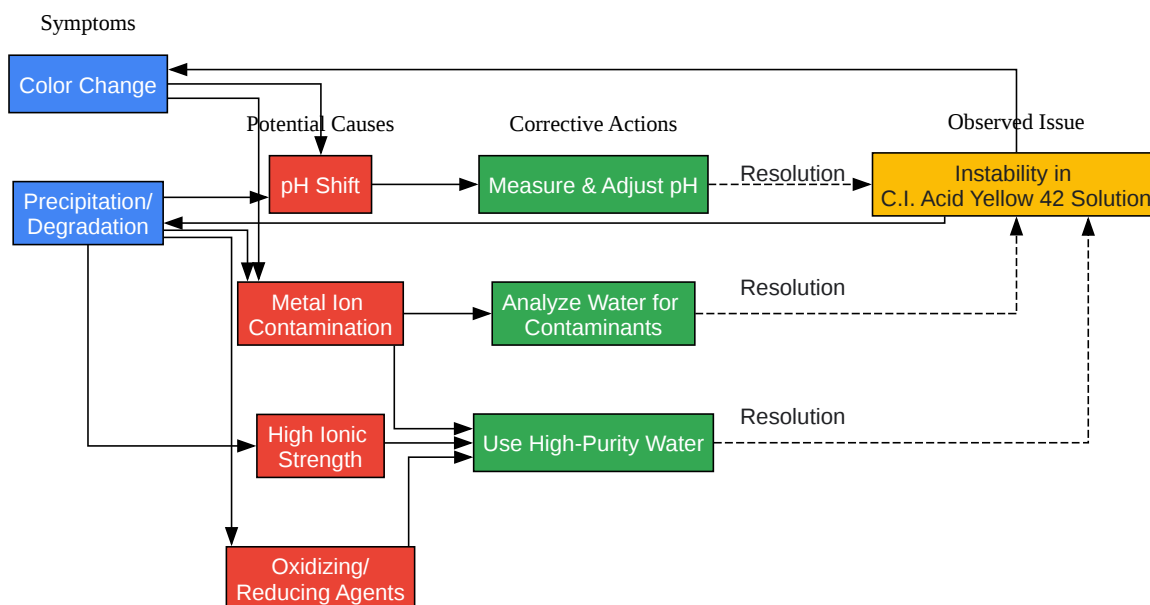 Symptoms
Color Change
Potential Causes
Corrective Actions
Observed Issue
pH Shift
Measure & Adjust pH
Resolution
Instability in
C.I. Acid Yellow 42 Solution
Precipitation/
Degradation
Metal Ion
Contamination
Analyze Water for
Contaminants
Resolution
High Ionic
Strength
Use High-Purity Water
Resolution
Oxidizing/
Reducing Agents